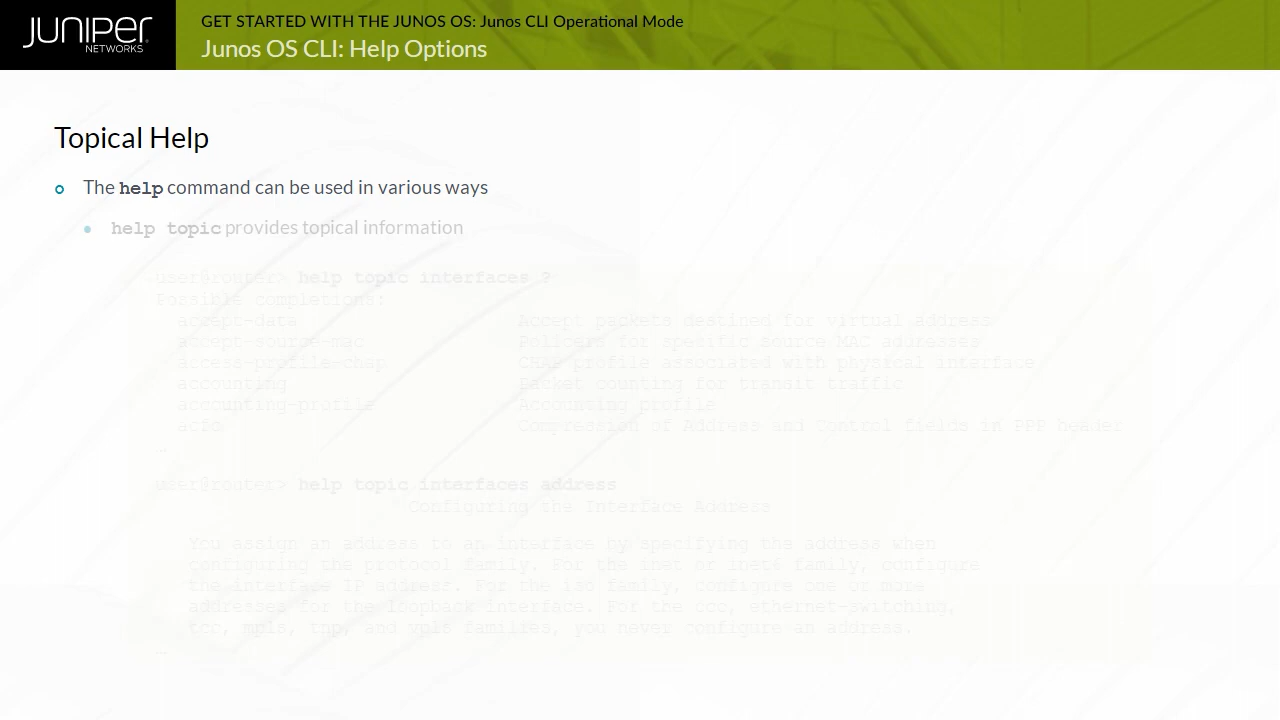 JUNIPER
NETWORKS
GET STARTED WITH THE JUNOS OS: Junos CLI Operational Mode
Junos OS CLI: Help Options
Topical Help
The help command can be used in various ways
help topic provides topical information
user@router> help topic interfaces ?
Possible completions:
accept-data Accept packets destined for virtual address
accept-source-mac Policers for specific source MAC addresses
access-profile-chap CHAP profile associated with physical interface
accounting Packet counting for transit traffic
accounting-profile Accounting profile
acfc Compression of Address and Control fields in PPP header
…
user@router> help topic interfaces address
Configuring the Interface Address
You assign an address to an interface by specifying the address when
configuring the protocol family. For the inet or inet6 family, configure
the interface IP address. For the iso family, configure one or more
addresses for the loopback interface. For the ccc, ethernet-switching,
tcc, mpls, tnp, and vpls families, you never configure an address.
…